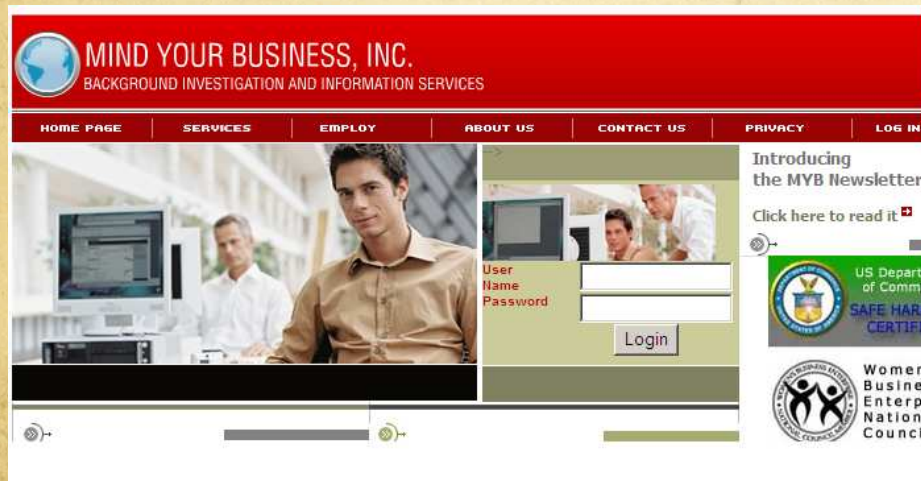 MIND YOUR BUSINESS, INC.
BACKGROUND INVESTIGATION AND INFORMATION SERVICES
HOME PAGE SERVICES EMPLOY ABOUT US CONTACT US PRIVACY LOG IN
-->
User
Name
Password
Login
Introducing
the MYB Newsletter
Click here to read it
US Depart
of Comm
SAFE HAR
CERTIF
Women
Busine
Enterp
Nation
Counci